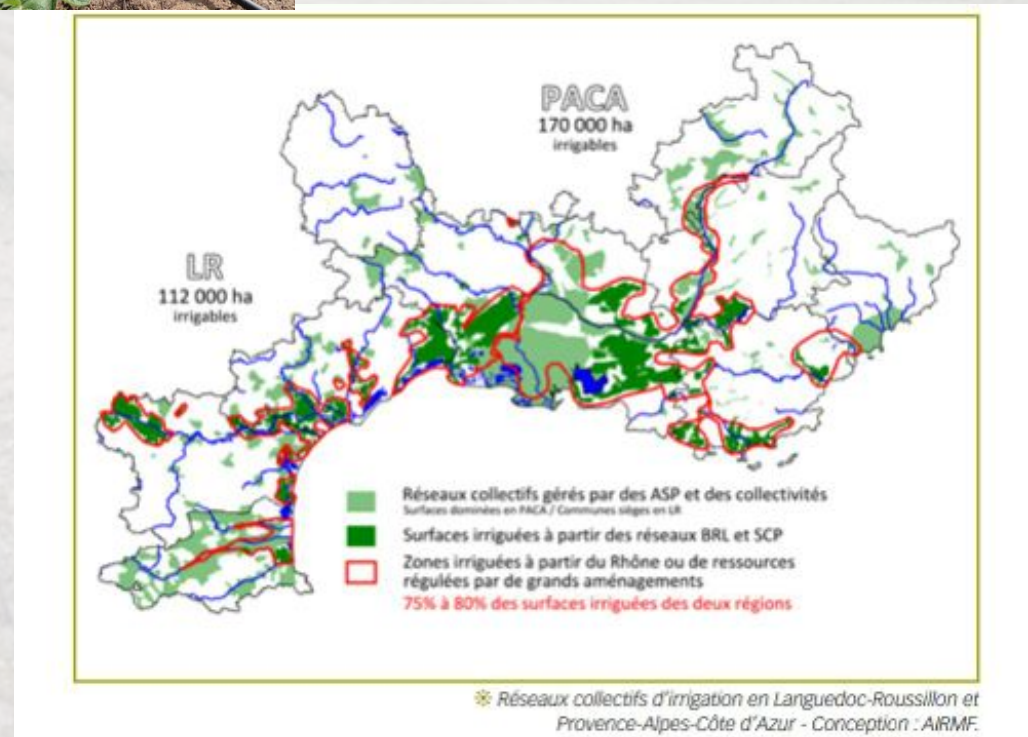 PACA
170 000 ha
irrigables
LR
112 000 ha
irrigables
Réseaux collectifs gérés par des ASP et des collectivités
Surfaces dominées en PACA / Communes sièges en LR
Surfaces irriguées à partir des réseaux BRL et SCP
Zones irriguées à partir du Rhône ou de ressources
régulées par de grands aménagements
75% à 80% des surfaces irriguées des deux régions
Réseaux collectifs d'irrigation en Languedoc-Roussillon et
Provence-Alpes-Côte d'Azur - Conception : AIRMF.